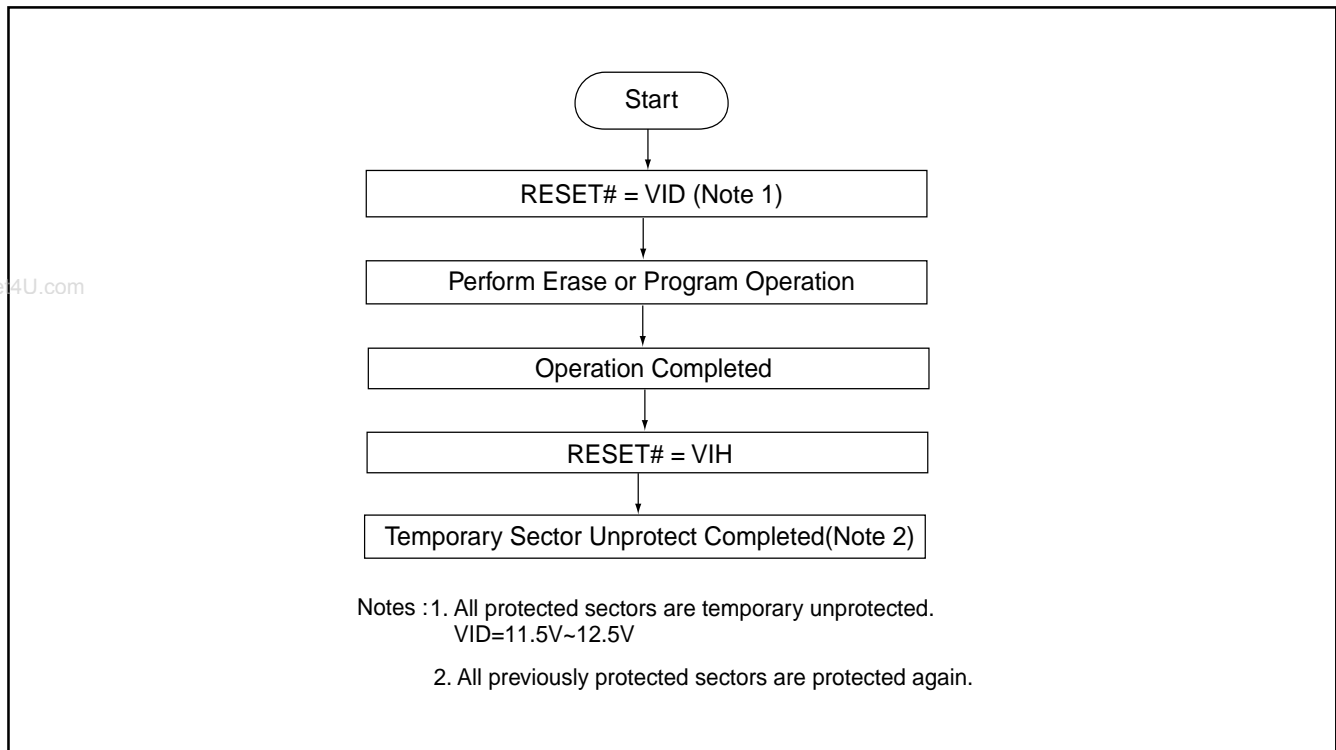 Start
RESET# = VID (Note 1)
Perform Erase or Program Operation
Operation Completed
RESET# = VIH
Temporary Sector Unprotect Completed(Note 2)
Notes : 1. All protected sectors are temporary unprotected.
VID=11.5V~12.5V
2. All previously protected sectors are protected again.
4U.com